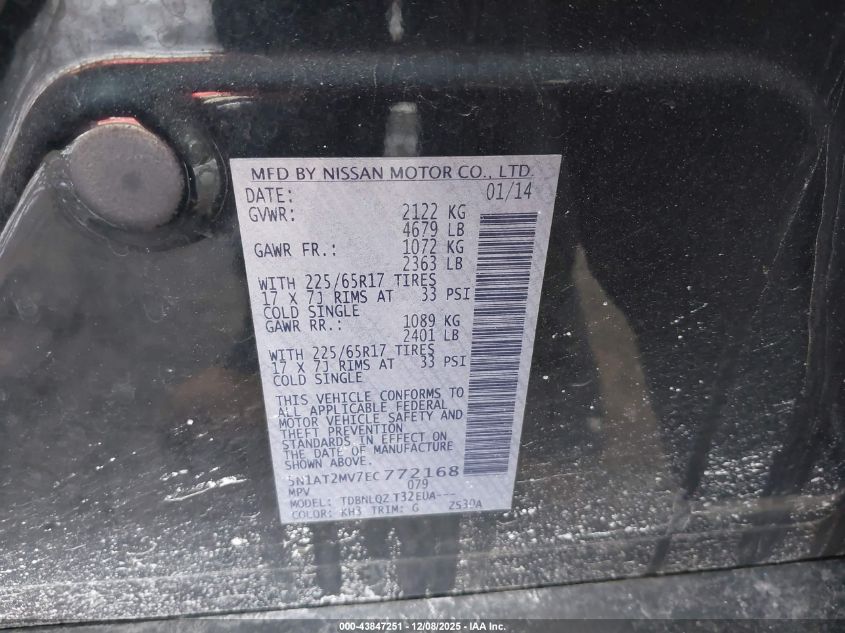 MFD BY NISSAN MOTOR CO., LTD.
DATE: 01/14
GVWR: 2122 KG
4679 LB
GAWR FR.: 1072 KG
2363 LB
WITH 225/65R17 TIRES
17 X 7J RIMS AT 33 PSI
COLD SINGLE
GAWR RR.: 1089 KG
2401 LB
WITH 225/65R17 TIRES
17 X 7J RIMS AT 33 PSI
COLD SINGLE
THIS VEHICLE CONFORMS TO
ALL APPLICABLE FEDERAL
MOTOR VEHICLE SAFETY AND
THEFT PREVENTION
STANDARDS IN EFFECT ON
THE DATE OF MANUFACTURE
SHOWN ABOVE.
5N1AT2MV7EC772168
MPV 079
MODEL: TDBNLQZ T32EUA---
COLOR: KH3 TRIM: G 2530A
000-43847251 - 12/08/2025 - IAA Inc.